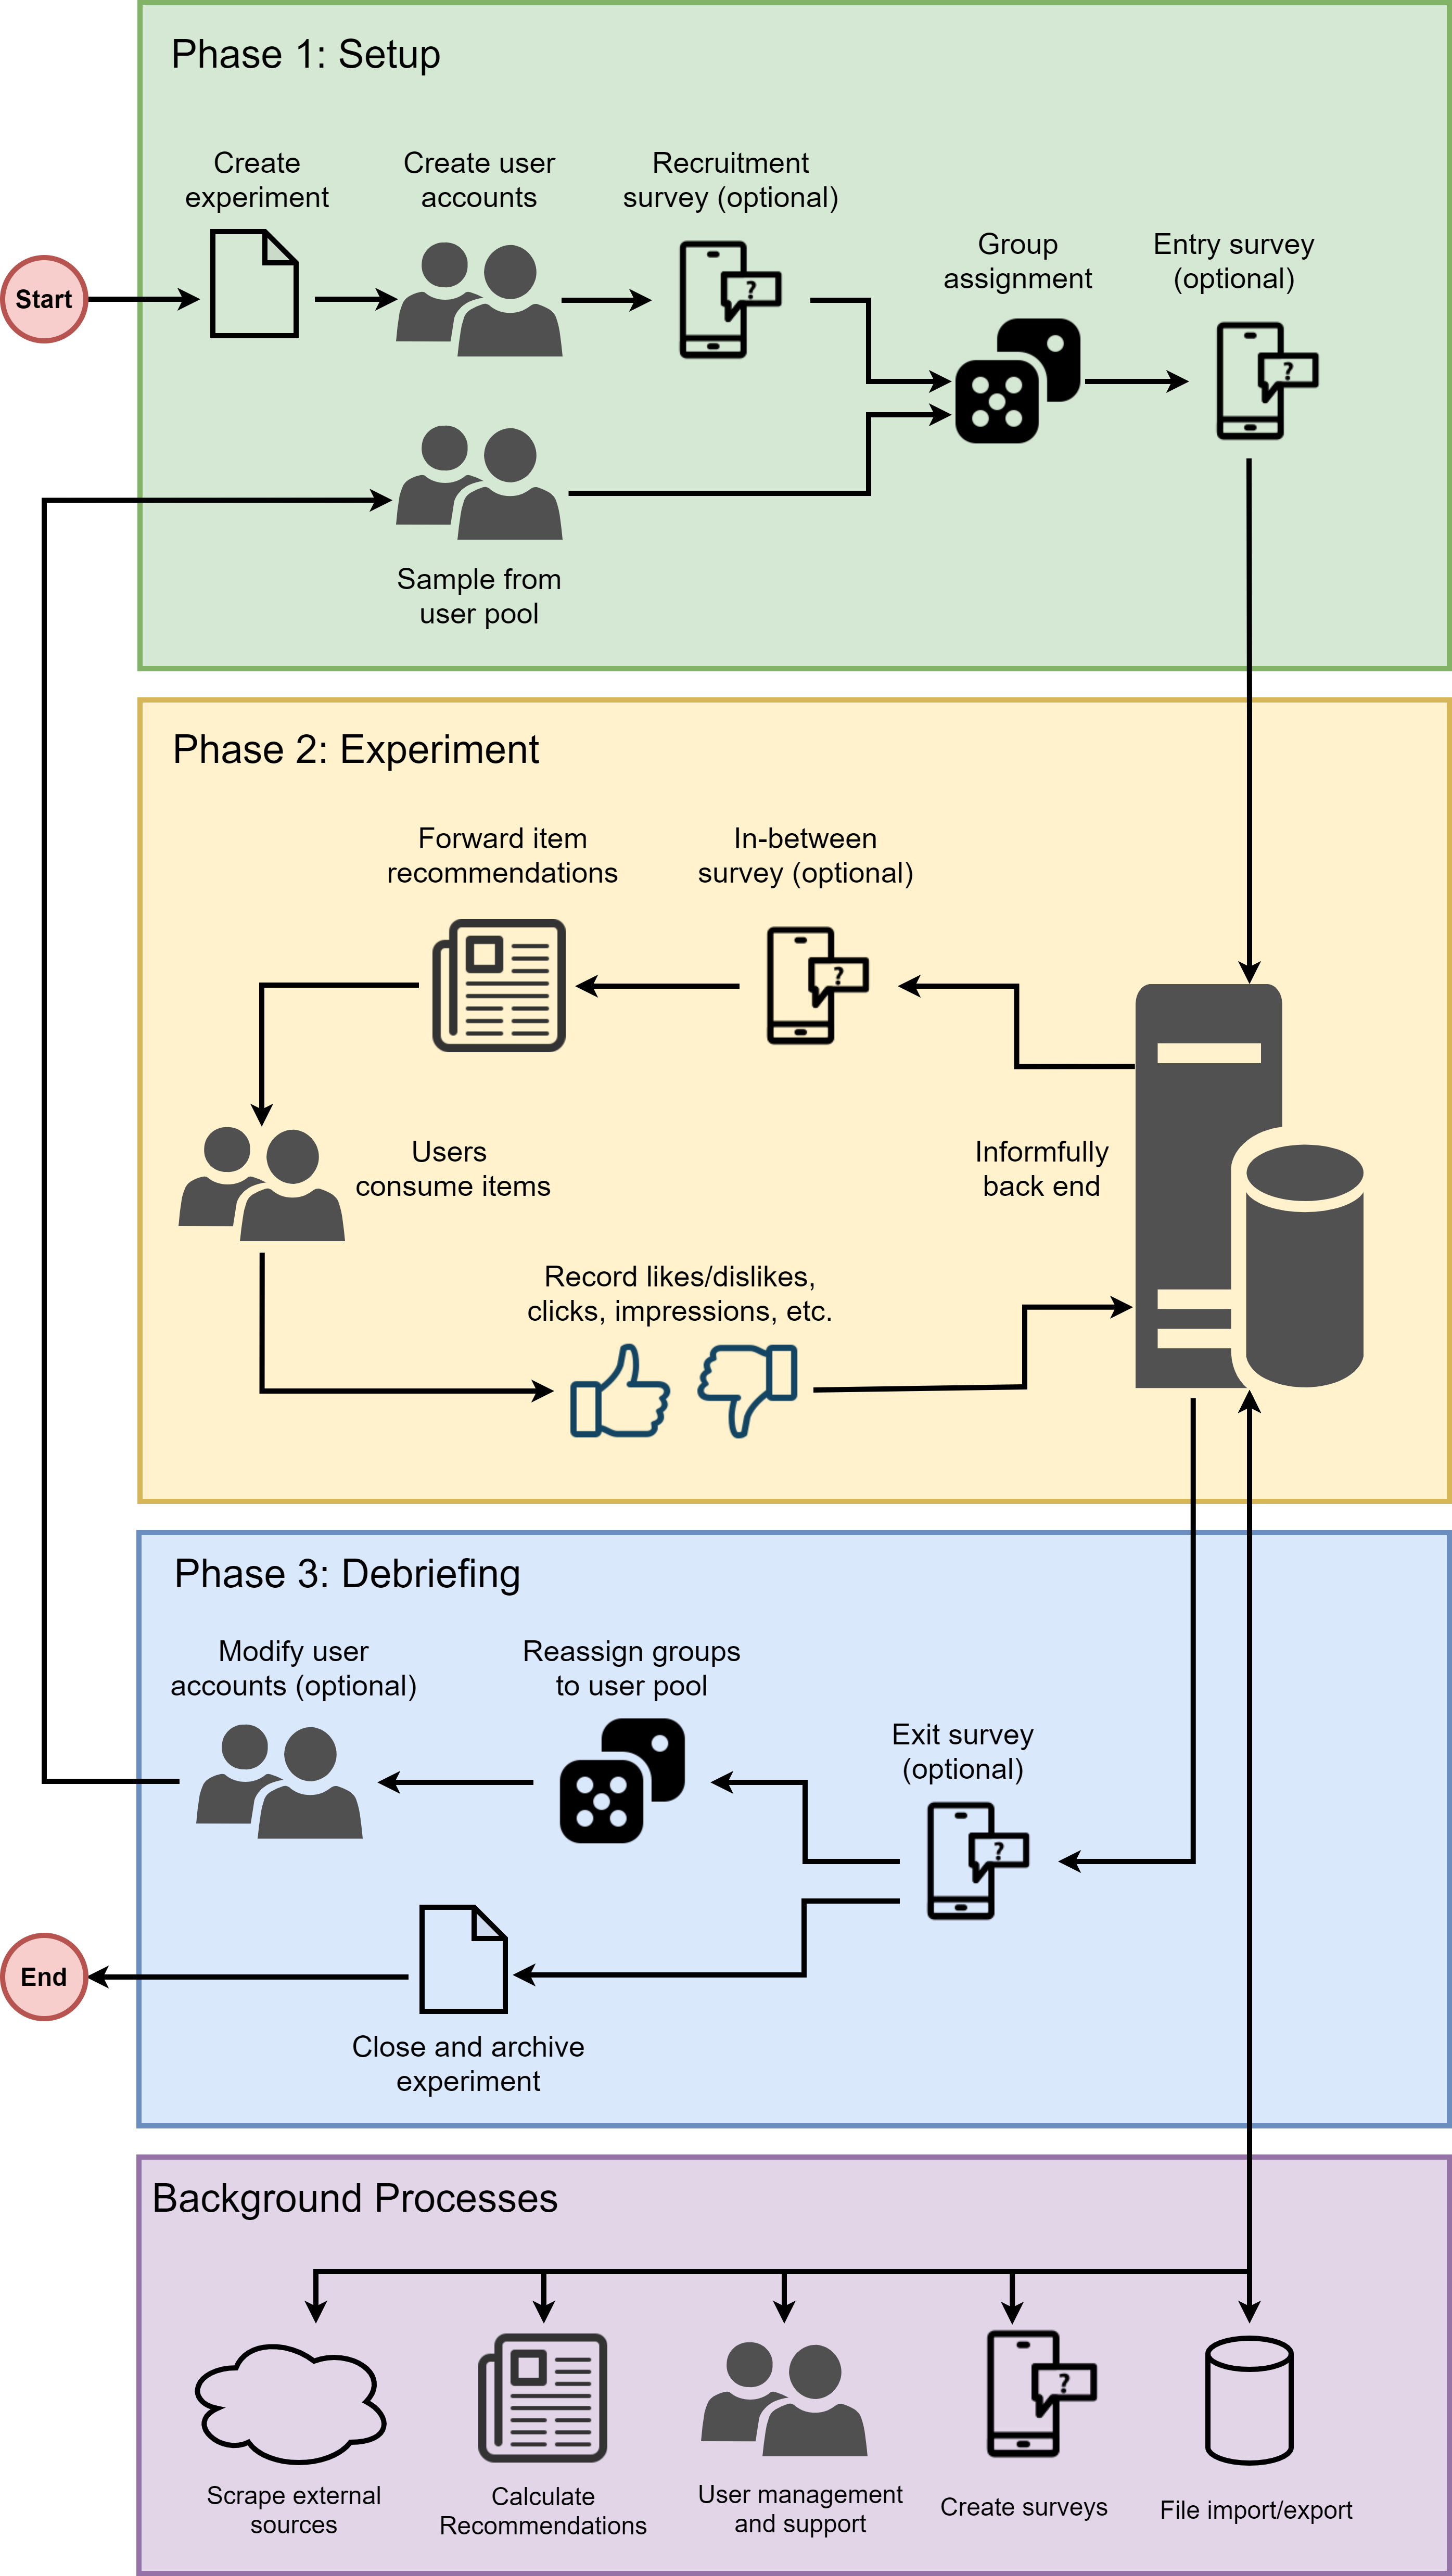 Phase 1: Setup
Create
experiment
Create user
accounts
Recruitment
survey (optional)
Group
assignment
Entry survey
(optional)
Start
?
?
Sample from
user pool
Phase 2: Experiment
Forward item
recommendations
In-between
survey (optional)
?
Users
consume items
Informfully
back end
Record likes/dislikes,
clicks, impressions, etc.
Phase 3: Debriefing
Modify user
accounts (optional)
Reassign groups
to user pool
Exit survey
(optional)
?
End
Close and archive
experiment
Background Processes
?
Scrape external
sources
Calculate
Recommendations
User management
and support
Create surveys
File import/export